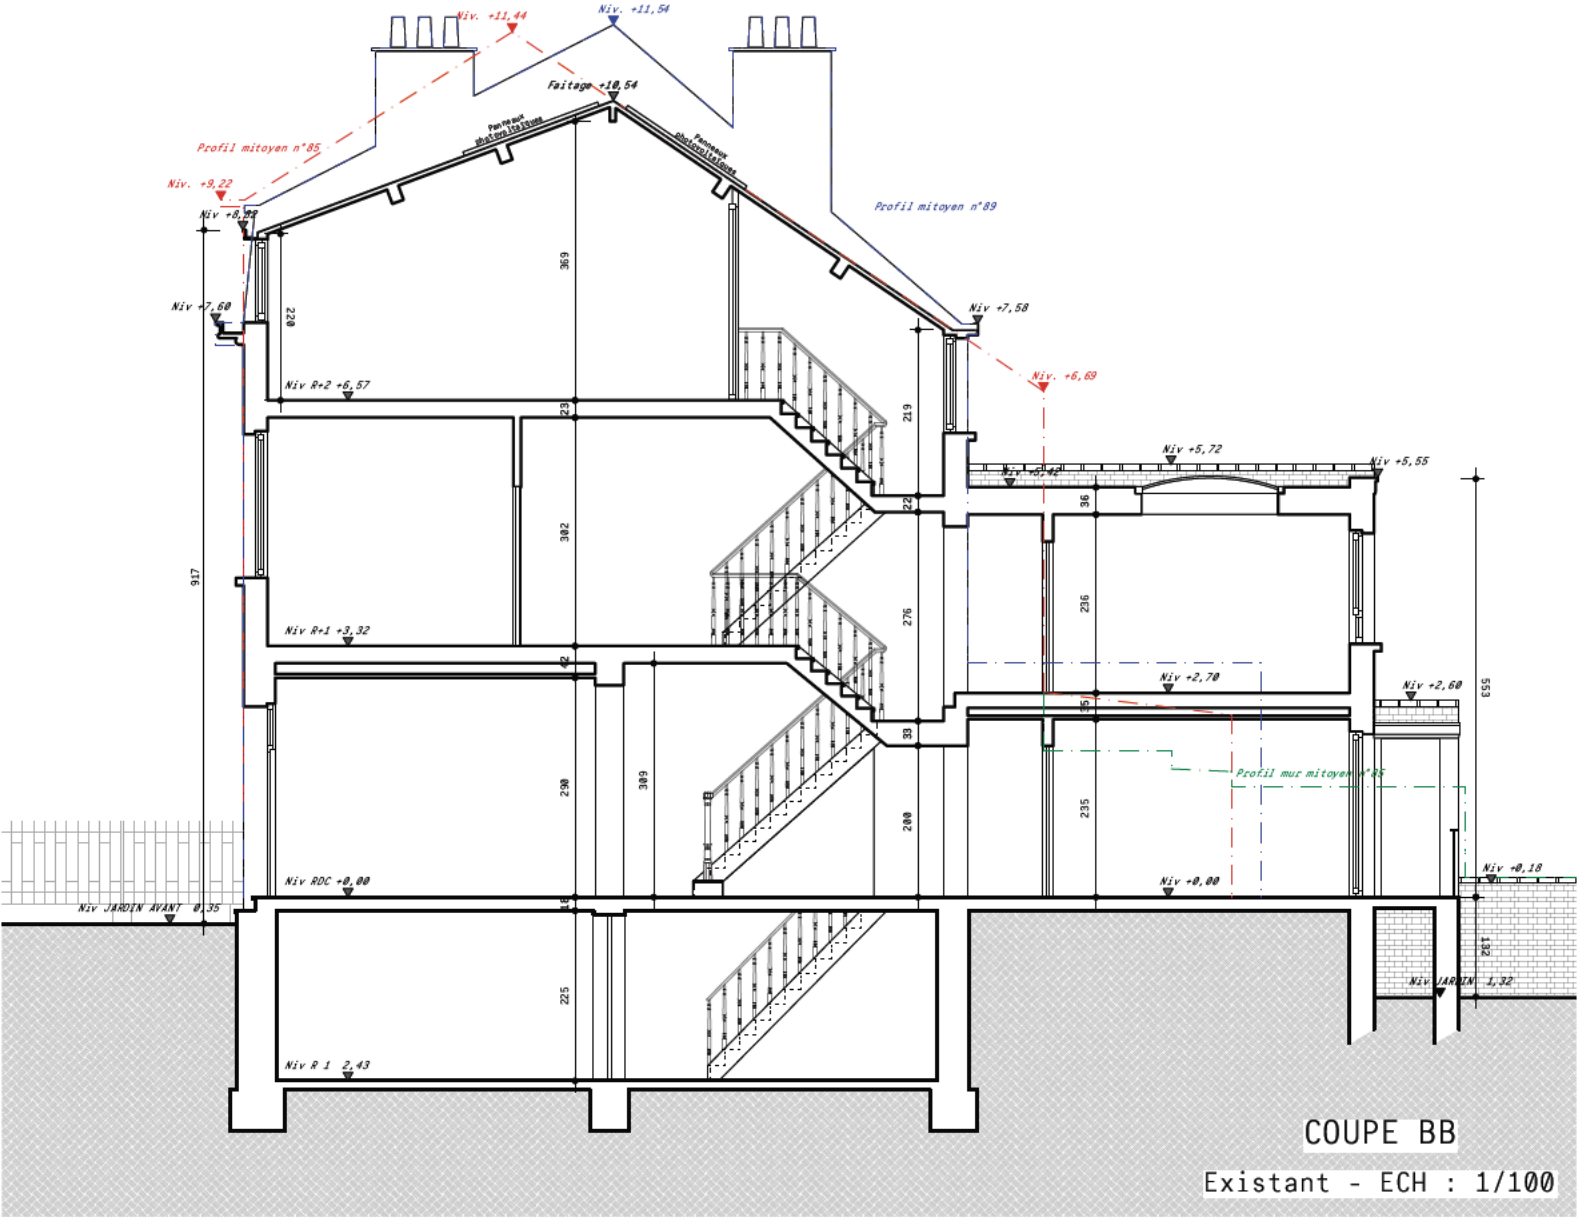 Niv. +11,44
Niv. +11,54
Faitage +10,54
Panneaux
photovoltaïques
Panneaux
photovoltaïques
Profil mitoyen n°85
Niv. +9,22
Profil mitoyen n°89
Niv +7,60
Niv +7,58
369
220
Niv. +6,69
Niv R+2 +6,57
23
219
Niv +5,72
Niv +5,55
22
36
302
917
236
276
Niv R+1 +3,32
42
Niv +2,70
Niv +2,60
553
35
33
290
309
Profil mur mitoyen n°85
200
235
Niv +0,18
Niv RDC +0,00
Niv +0,00
18
Niv JARDIN AVANT 0,35
132
Niv JARDIN 1,32
225
Niv R 1 2,43
COUPE BB
Existant - ECH : 1/100